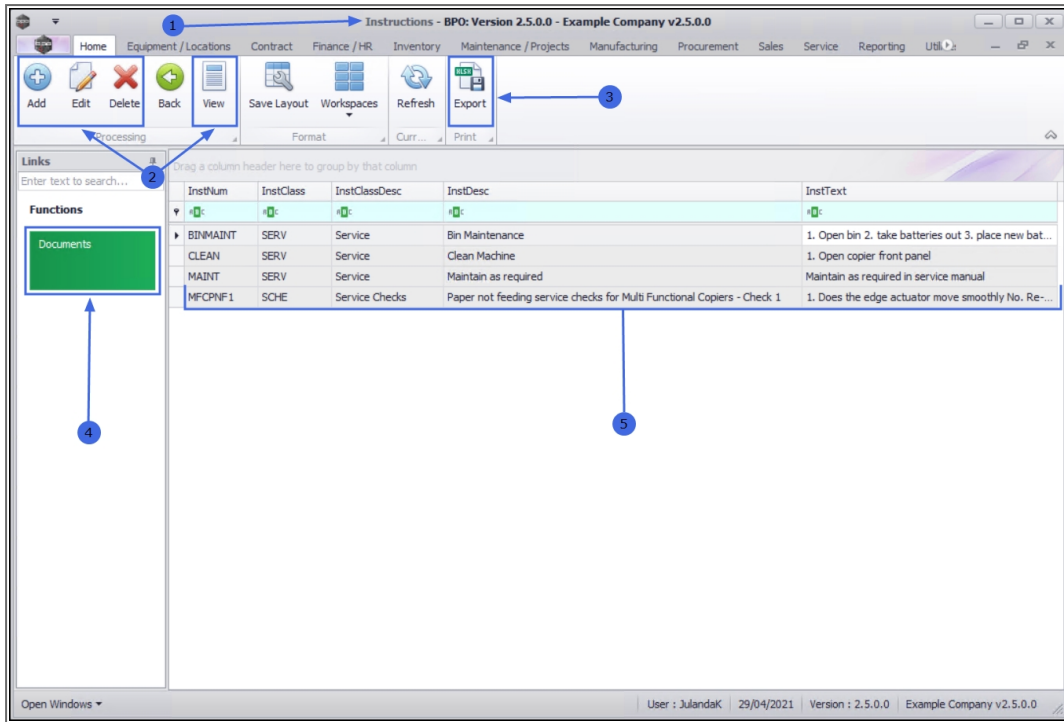 1
Instructions - BPO: Version 2.5.0.0 - Example Company v2.5.0.0
Home Equipment / Locations Contract Finance / HR Inventory Maintenance / Projects Manufacturing Procurement Sales Service Reporting
Add Edit Delete Back View Save Layout Workspaces Refresh Export
XLSX
3
Processing Format Curr... Print
2
Links
Drag a column header here to group by that column
Enter text to search...
InstNum InstClass InstClassDesc InstDesc InstText
Functions
Documents
BINMAINT SERV Service Bin Maintenance 1. Open bin 2. take batteries out 3. place new bat...
CLEAN SERV Service Clean Machine 1. Open copier front panel
MAINT SERV Service Maintain as required Maintain as required in service manual
MFCPNF1 SCHE Service Checks Paper not feeding service checks for Multi Functional Copiers - Check 1 1. Does the edge actuator move smoothly No. Re-...
4
5
Open Windows User : JulandaK 29/04/2021 Version : 2.5.0.0 Example Company v2.5.0.0